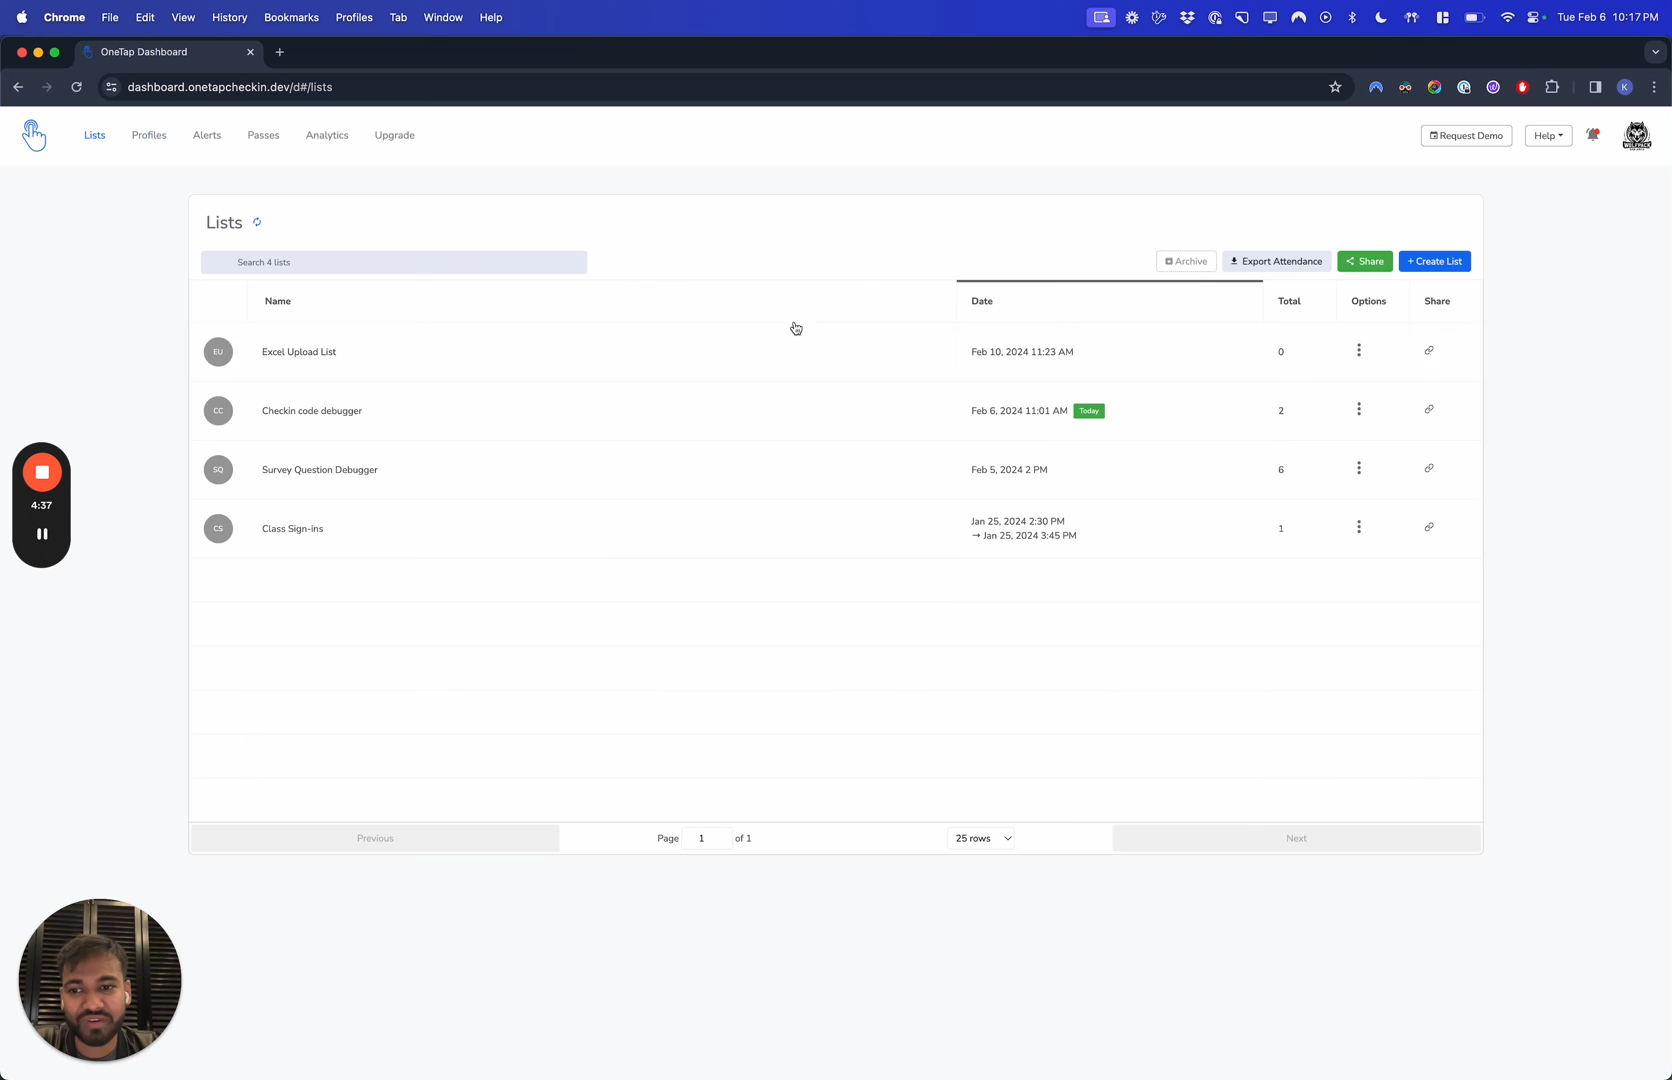 Chrome File Edit View History Bookmarks Profiles Tab Window Help Tue Feb 6 10:17 PM
OneTap Dashboard
dashboard.onetapcheckin.dev/d#/lists K
Lists Profiles Alerts Passes Analytics Upgrade Request Demo Help WOLFPACK
Lists
Search 4 lists Archive Export Attendance Share + Create List
Name Date Total Options Share
EU Excel Upload List Feb 10, 2024 11:23 AM 0
CC Checkin code debugger Feb 6, 2024 11:01 AM Today 2
SQ Survey Question Debugger Feb 5, 2024 2 PM 6
4:37
CS Class Sign-ins Jan 25, 2024 2:30 PM 1
→ Jan 25, 2024 3:45 PM
Previous Page 1 of 1 25 rows Next